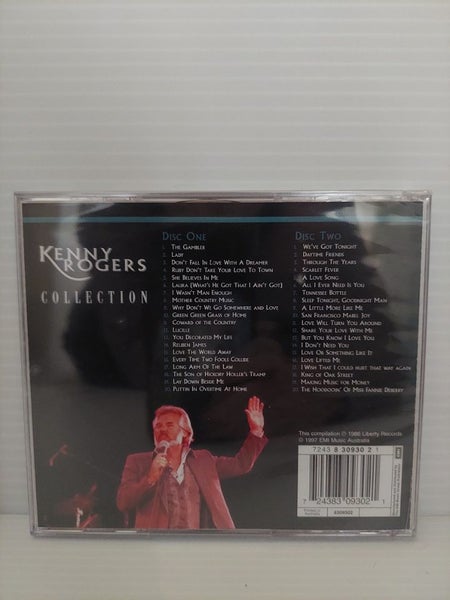 KENNY
ROGERS
COLLECTION
DISC ONE
THE GAMBLER
LADY
DON'T FALL IN LOVE WITH A DREAMER
RUBY DON'T TAKE YOUR LOVE TO TOWN
SHE BELIEVES IN ME
LAURA (WHAT'S HE GOT THAT I AIN'T GOT)
I WASN'T MAN ENOUGH
MOTHER COUNTRY MUSIC
WHY DON'T WE GO SOMEWHERE AND LOVE
GREEN GREEN GRASS OF HOME
COWARD OF THE COUNTRY
LUCILLE
YOU DECORATED MY LIFE
REUBEN JAMES
LOVE THE WORLD AWAY
EVERY TIME TWO FOOLS COLLIDE
LONG ARM OF THE LAW
THE SON OF HICKORY HOLLER'S TRAMP
LAY DOWN BESIDE ME
PUTTIN IN OVERTIME AT HOME
DISC TWO
WE'VE GOT TONIGHT
DAYTIME FRIENDS
THROUGH THE YEARS
SCARLET FEVER
A LOVE SONG
ALL I EVER NEED IS YOU
TENNESSEE BOTTLE
SLEEP TONIGHT, GOODNIGHT MAN
A LITTLE MORE LIKE ME
SAN FRANCISCO MABEL JOY
LOVE WILL TURN YOU AROUND
SHARE YOUR LOVE WITH ME
BUT YOU KNOW I LOVE YOU
I DON'T NEED YOU
LOVE OR SOMETHING LIKE IT
LOVE LIFTED ME
I WISH THAT I COULD HURT THAT WAY AGAIN
KING OF OAK STREET
MAKING MUSIC FOR MONEY
THE HOODOOIN' OF MISS FANNIE DEBERRY
This compilation ℗ 1986 Liberty Records
© 1997 EMI Music Australia
7243 8 30930 2 1
7 24383 09302 1
8309302